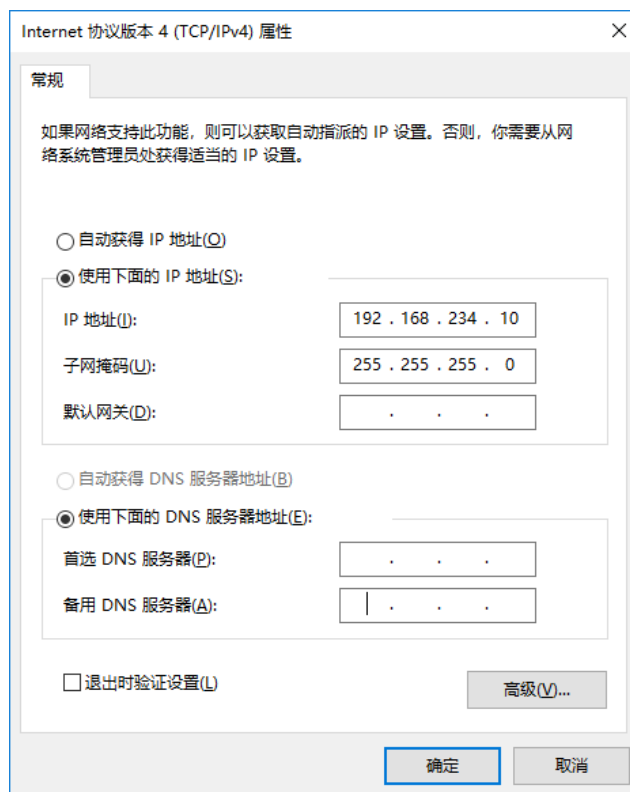 Internet 协议版本 4 (TCP/IPv4) 属性
常规
如果网络支持此功能，则可以获取自动指派的 IP 设置。否则，你需要从网
络系统管理员处获得适当的 IP 设置。
自动获得 IP 地址(O)
使用下面的 IP 地址(S):
IP 地址(I):
192 . 168 . 234 . 10
子网掩码(U):
255 . 255 . 255 . 0
默认网关(D):
. . .
自动获得 DNS 服务器地址(B)
使用下面的 DNS 服务器地址(E):
首选 DNS 服务器(P):
. . .
备用 DNS 服务器(A):
. . .
退出时验证设置(L)
高级(V)...
确定
取消